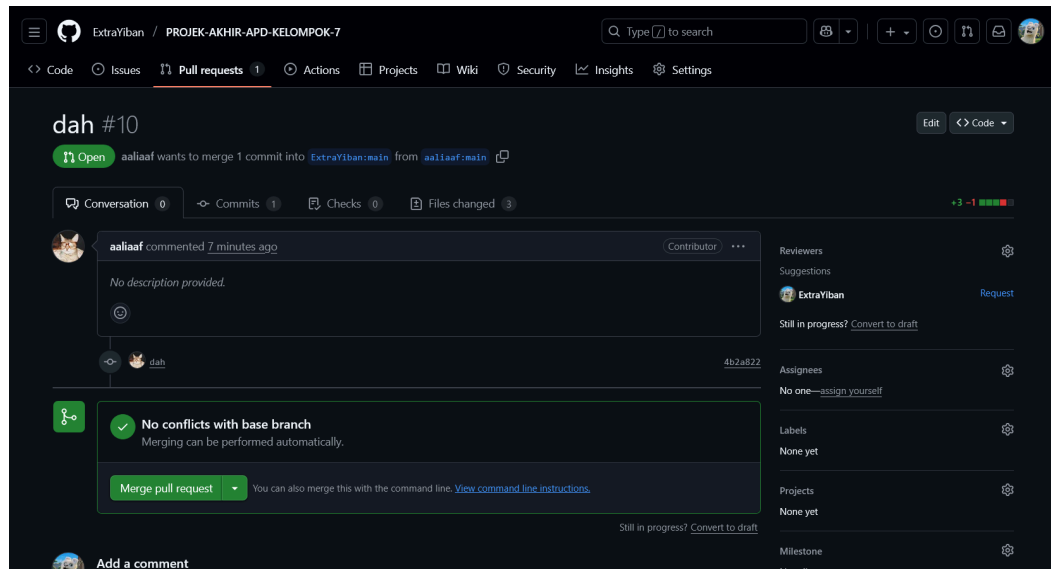 ExtraYiban / PROJEK-AKHIR-APD-KELOMPOK-7
Type / to search
Code Issues Pull requests 1 Actions Projects Wiki Security Insights Settings
dah #10
Edit Code
Open aaliaaf wants to merge 1 commit into ExtraYiban:main from aaliaaf:main
Conversation 0 Commits 1 Checks 0 Files changed 3 +3 −1
aaliaaf commented 7 minutes ago Contributor
No description provided.
dah 4b2a822
No conflicts with base branch
Merging can be performed automatically.
Merge pull request You can also merge this with the command line. View command line instructions.
Still in progress? Convert to draft
Add a comment
Reviewers
Suggestions
ExtraYiban Request
Still in progress? Convert to draft
Assignees
No one—assign yourself
Labels
None yet
Projects
None yet
Milestone